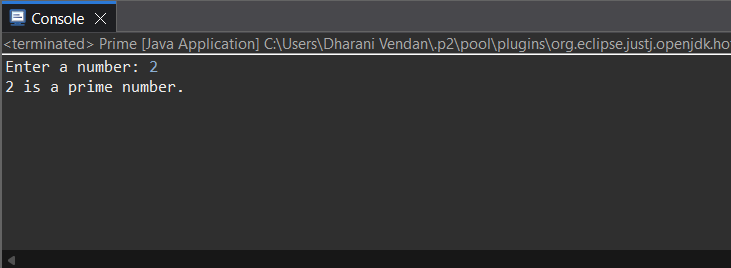 Console
<terminated> Prime [Java Application] C:\Users\Dharani Vendan\.p2\pool\plugins\org.eclipse.justj.openjdk.ho
Enter a number: 2
2 is a prime number.